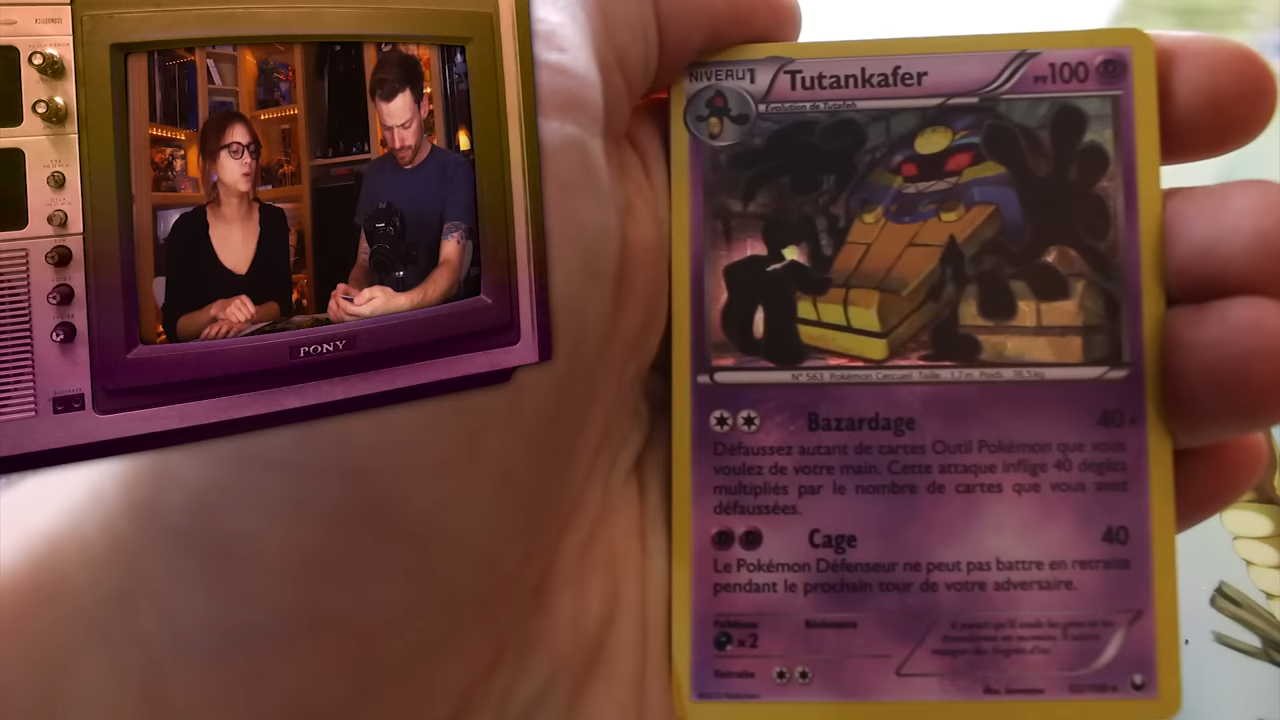 PONY
NIVEAU 1
Tutankafer
PV100
Évolution de Tutafeh
N° 563 Pokémon Cercueil Taille : 1,7 m Poids : 76,5 kg
Bazardage 40×
Défaussez autant de cartes Outil Pokémon que vous
voulez de votre main. Cette attaque inflige 40 dégâts
multipliés par le nombre de cartes que vous avez
défaussées.
Cage 40
Le Pokémon Défenseur ne peut pas battre en retraite
pendant le prochain tour de votre adversaire.
Faiblesse Résistance
×2
Retraite